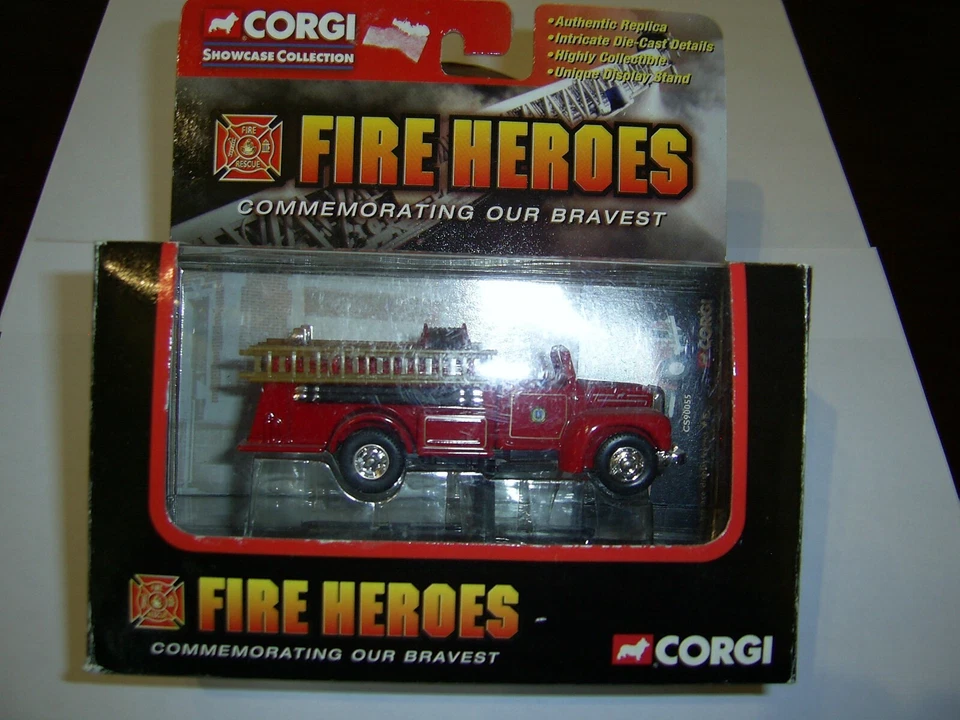 CORGI
SHOWCASE COLLECTION
•Authentic Replica
•Intricate Die-Cast Details
•Highly Collectible
•Unique Display Stand
FIRE
RESCUE
FIRE HEROES
COMMEMORATING OUR BRAVEST
CORGI
CS90055
FIRE HEROES
COMMEMORATING OUR BRAVEST
CORGI